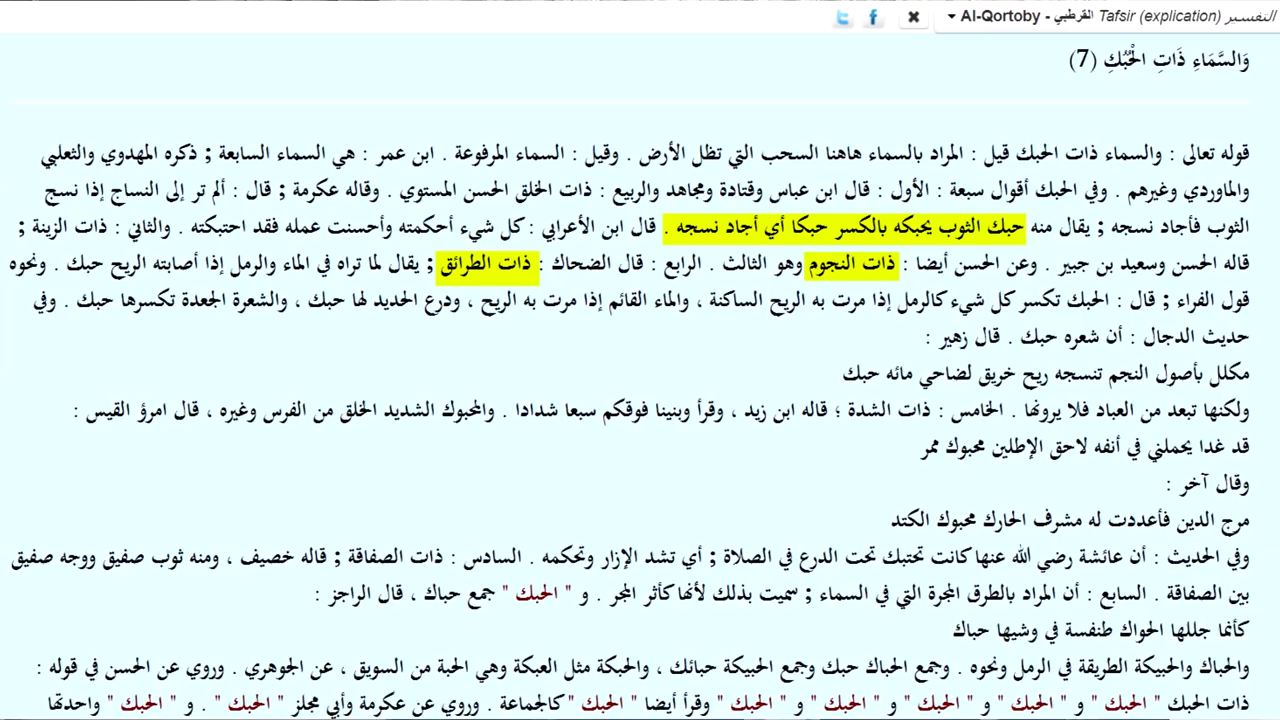 التفسير Tafsir (explication) القرطبي - Al-Qortoby
وَالسَّمَاءِ ذَاتِ الْحُبُكِ (7)
قوله تعالى : والسماء ذات الحبك قيل : المراد بالسماء هاهنا السحب التي تظل الأرض . وقيل : السماء المرفوعة . ابن عمر : هي السماء السابعة ; ذكره المهدوي والثعلبي
والماوردي وغيرهم . وفي الحبك أقوال سبعة : الأول : قال ابن عباس وقتادة ومجاهد والربيع : ذات الخلق الحسن المستوي . وقاله عكرمة ; قال : ألم تر إلى النساج إذا نسج
الثوب فأجاد نسجه ; يقال منه حبك الثوب يحبكه بالكسر حبكا أي أجاد نسجه . قال ابن الأعرابي : كل شيء أحكمته وأحسنت عمله فقد احتبكته . والثاني : ذات الزينة ;
قاله الحسن وسعيد بن جبير . وعن الحسن أيضا : ذات النجوم وهو الثالث . الرابع : قال الضحاك : ذات الطرائق ; يقال لما تراه في الماء والرمل إذا أصابته الريح حبك . ونحوه
قول الفراء ; قال : الحبك تكسر كل شيء كالرمل إذا مرت به الريح الساكنة ، والماء القائم إذا مرت به الريح ، ودرع الحديد لها حبك ، والشعرة الجعدة تكسرها حبك . وفي
حديث الدجال : أن شعره حبك . قال زهير :
مكلل بأصول النجم تنسجه ريح خريق لضاحي مائه حبك
ولكنها تبعد من العباد فلا يرونها . الخامس : ذات الشدة ؛ قاله ابن زيد ، وقرأ وبنينا فوقكم سبعا شدادا . والمحبوك الشديد الخلق من الفرس وغيره ، قال امرؤ القيس :
قد غدا يحملني في أنفه لاحق الإطلين محبوك ممر
وقال آخر :
مرج الدين فأعددت له مشرف الحارك محبوك الكتد
وفي الحديث : أن عائشة رضي الله عنها كانت تحتبك تحت الدرع في الصلاة ; أي تشد الإزار وتحكمه . السادس : ذات الصفاقة ; قاله خصيف ، ومنه ثوب صفيق ووجه صفيق
بين الصفاقة . السابع : أن المراد بالطرق المجرة التي في السماء ; سميت بذلك لأنها كأثر المجر . و " الحبك " جمع حباك ، قال الراجز :
كأنما جللها الحواك طنفسة في وشيها حباك
والحباك والحبيكة الطريقة في الرمل ونحوه . وجمع الحباك حبك وجمع الحبيكة حبائك ، والحبكة مثل العبكة وهي الحبة من السويق ، عن الجوهري . وروي عن الحسن في قوله :
ذات الحبك " الحبك " و " الحبك " و " الحبك " و " الحبك " و " الحبك " وقرأ أيضا " الحبك " كالجماعة . وروي عن عكرمة وأبي مجلز " الحبك " . و " الحبك " واحدتها